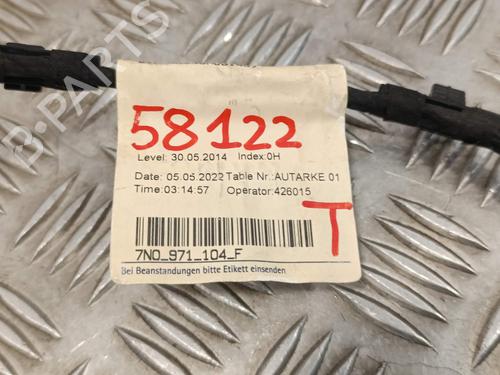 58122
Level: 30.05.2014 Index:0H
Date: 05.05.2022 Table Nr.:AUTARKE 01
Time:03:14:57 Operator:426015
T
7N0_971_104_F
Bei Beanstandungen bitte Etikett einsenden